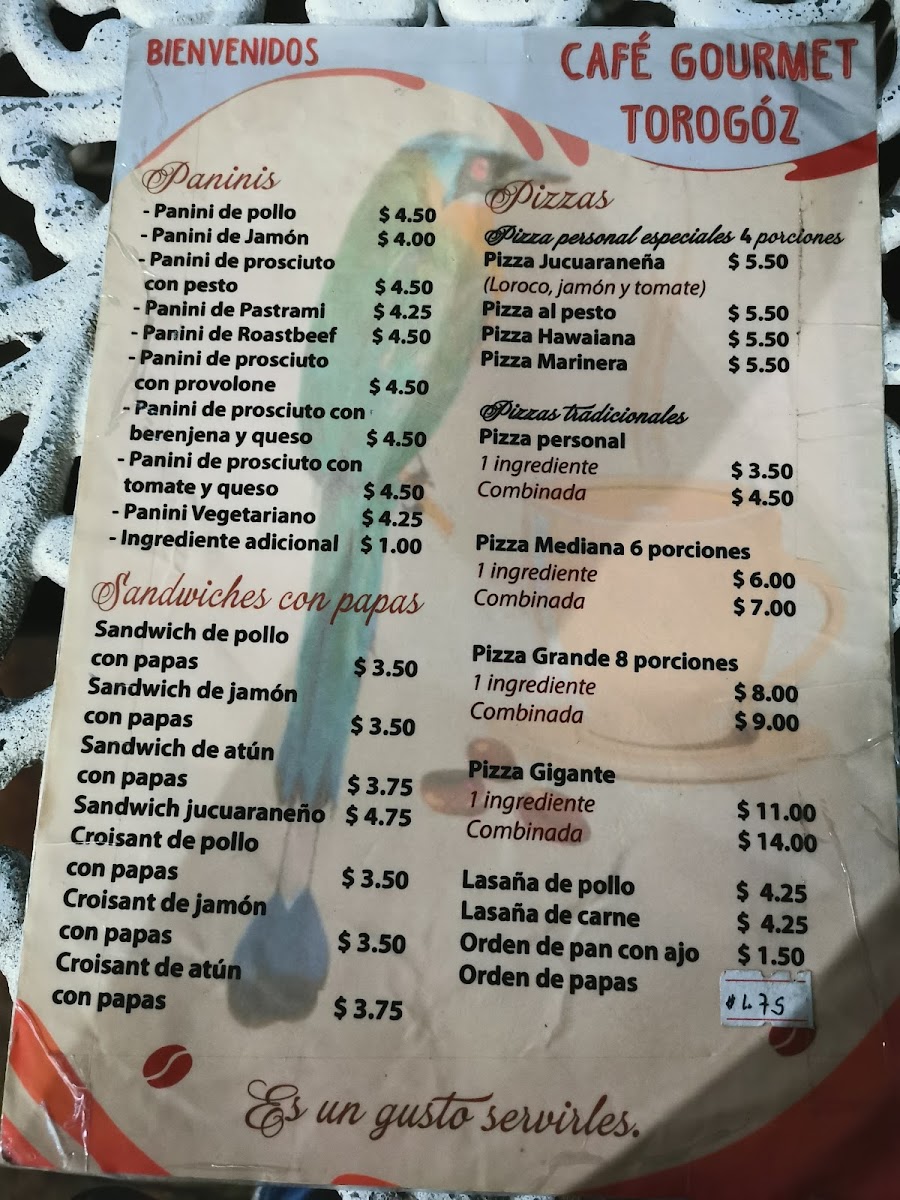 BIENVENIDOS
CAFÉ GOURMET
TOROGÓZ
Paninis
- Panini de pollo $ 4.50
- Panini de Jamón $ 4.00
- Panini de prosciuto
con pesto $ 4.50
- Panini de Pastrami $ 4.25
- Panini de Roastbeef $ 4.50
- Panini de prosciuto
con provolone $ 4.50
- Panini de prosciuto con
berenjena y queso $ 4.50
- Panini de prosciuto con
tomate y queso $ 4.50
- Panini Vegetariano $ 4.25
- Ingrediente adicional $ 1.00
Sandwiches con papas
Sandwich de pollo
con papas $ 3.50
Sandwich de jamón
con papas $ 3.50
Sandwich de atún
con papas $ 3.75
Sandwich jucuaraneño $ 4.75
Croisant de pollo
con papas $ 3.50
Croisant de jamón
con papas $ 3.50
Croisant de atún
con papas $ 3.75
Pizzas
Pizza personal especiales 4 porciones
Pizza Jucuaraneña $ 5.50
(Loroco, jamón y tomate)
Pizza al pesto $ 5.50
Pizza Hawaiana $ 5.50
Pizza Marinera $ 5.50
Pizzas tradicionales
Pizza personal
1 ingrediente $ 3.50
Combinada $ 4.50
Pizza Mediana 6 porciones
1 ingrediente $ 6.00
Combinada $ 7.00
Pizza Grande 8 porciones
1 ingrediente $ 8.00
Combinada $ 9.00
Pizza Gigante
1 ingrediente $ 11.00
Combinada $ 14.00
Lasaña de pollo $ 4.25
Lasaña de carne $ 4.25
Orden de pan con ajo $ 1.50
Orden de papas
Es un gusto servirles.